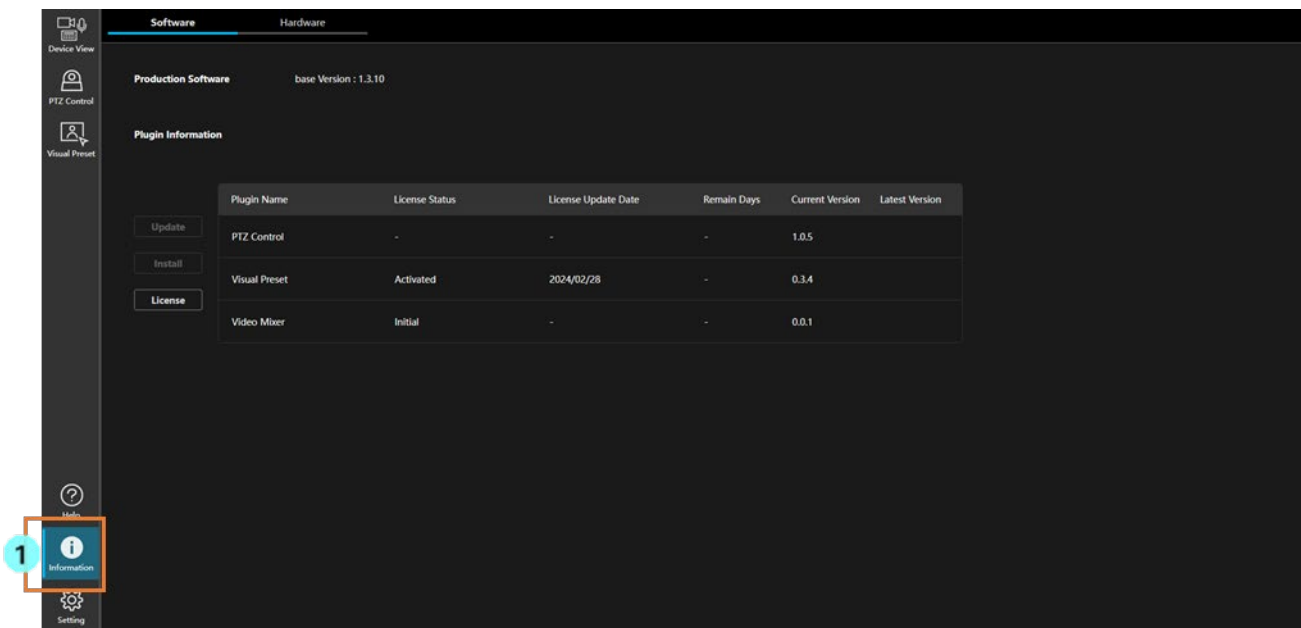 Software Hardware
Device View
PTZ Control
Visual Preset
Production Software base Version : 1.3.10
Plugin Information
Update
Install
License
Plugin Name License Status License Update Date Remain Days Current Version Latest Version
PTZ Control - - - 1.0.5
Visual Preset Activated 2024/02/28 - 0.3.4
Video Mixer Initial - - 0.0.1
Help
1
Information
Setting